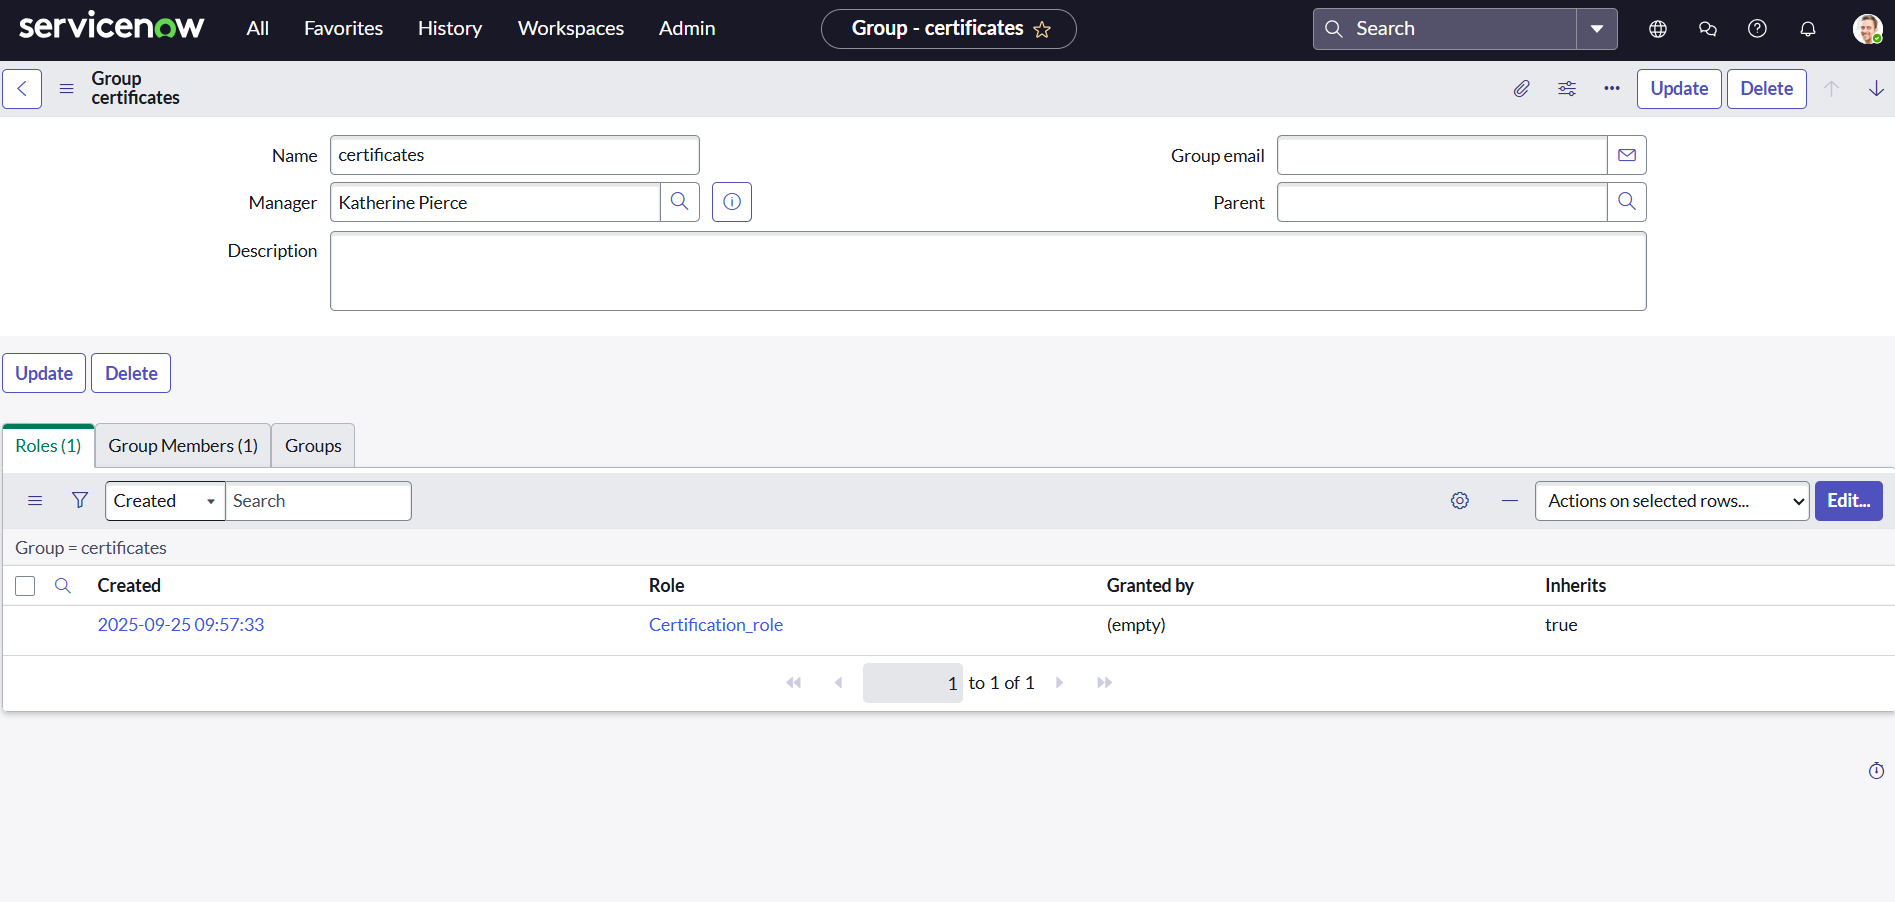 servicenow All Favorites History Workspaces Admin Group - certificates Search
Group
certificates
Update Delete
Name certificates Group email
Manager Katherine Pierce Parent
Description
Update Delete
Roles (1) Group Members (1) Groups
Created Search Actions on selected rows... Edit...
Group = certificates
Created Role Granted by Inherits
2025-09-25 09:57:33 Certification_role (empty) true
1 to 1 of 1